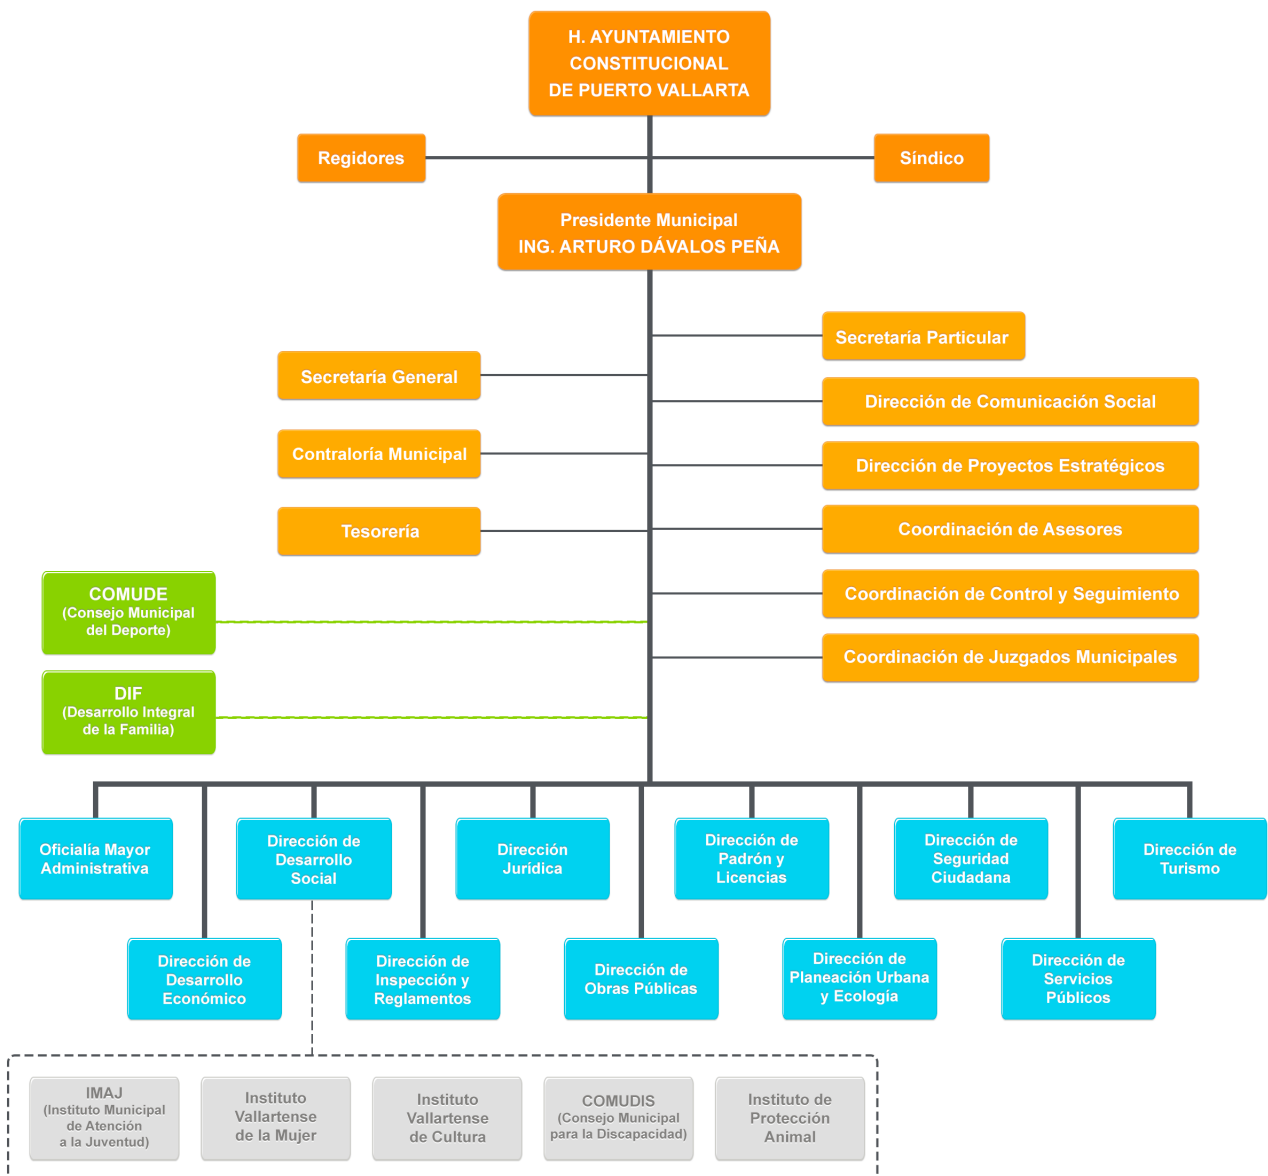 H. AYUNTAMIENTO
CONSTITUCIONAL
DE PUERTO VALLARTA
Regidores
Síndico
Presidente Municipal
ING. ARTURO DÁVALOS PEÑA
Secretaría Particular
Secretaría General
Dirección de Comunicación Social
Contraloría Municipal
Dirección de Proyectos Estratégicos
Tesorería
Coordinación de Asesores
COMUDE
(Consejo Municipal
del Deporte)
Coordinación de Control y Seguimiento
Coordinación de Juzgados Municipales
DIF
(Desarrollo Integral
de la Familia)
Oficialía Mayor
Administrativa
Dirección de
Desarrollo
Social
Dirección
Jurídica
Dirección de
Padrón y
Licencias
Dirección de
Seguridad
Ciudadana
Dirección de
Turismo
Dirección de
Desarrollo
Económico
Dirección de
Inspección y
Reglamentos
Dirección de
Obras Públicas
Dirección de
Planeación Urbana
y Ecología
Dirección de
Servicios
Públicos
IMAJ
(Instituto Municipal
de Atención
a la Juventud)
Instituto
Vallartense
de la Mujer
Instituto
Vallartense
de Cultura
COMUDIS
(Consejo Municipal
para la Discapacidad)
Instituto de
Protección
Animal